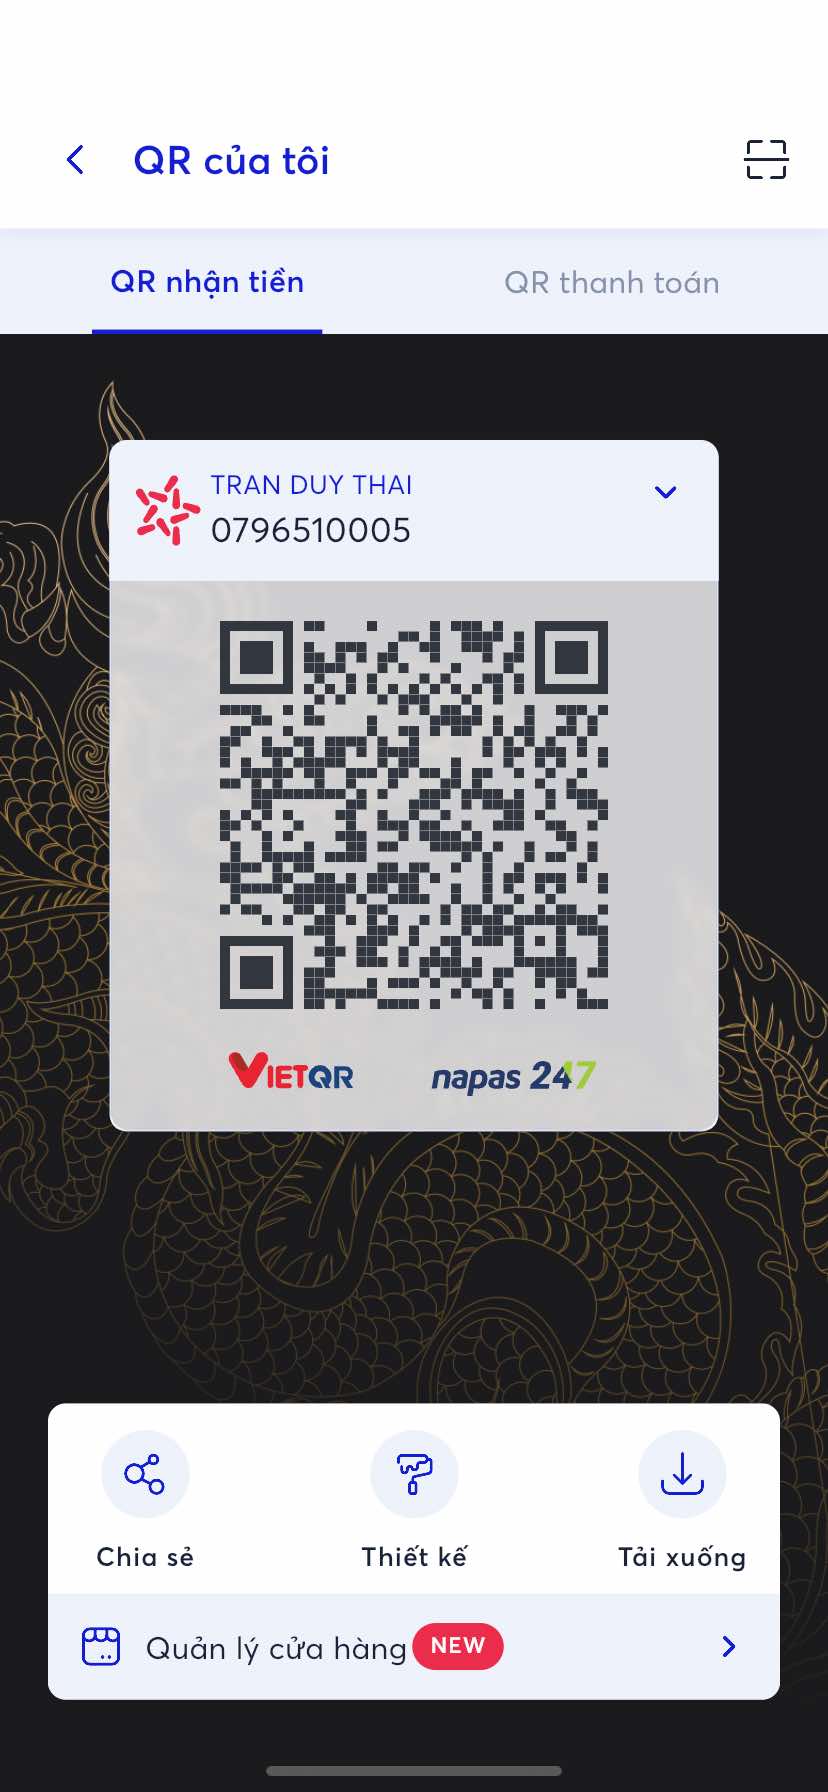 QR của tôi
QR nhận tiền
QR thanh toán
TRAN DUY THAI
0796510005
VIETQR
napas 247
Chia sẻ
Thiết kế
Tải xuống
Quản lý cửa hàng NEW